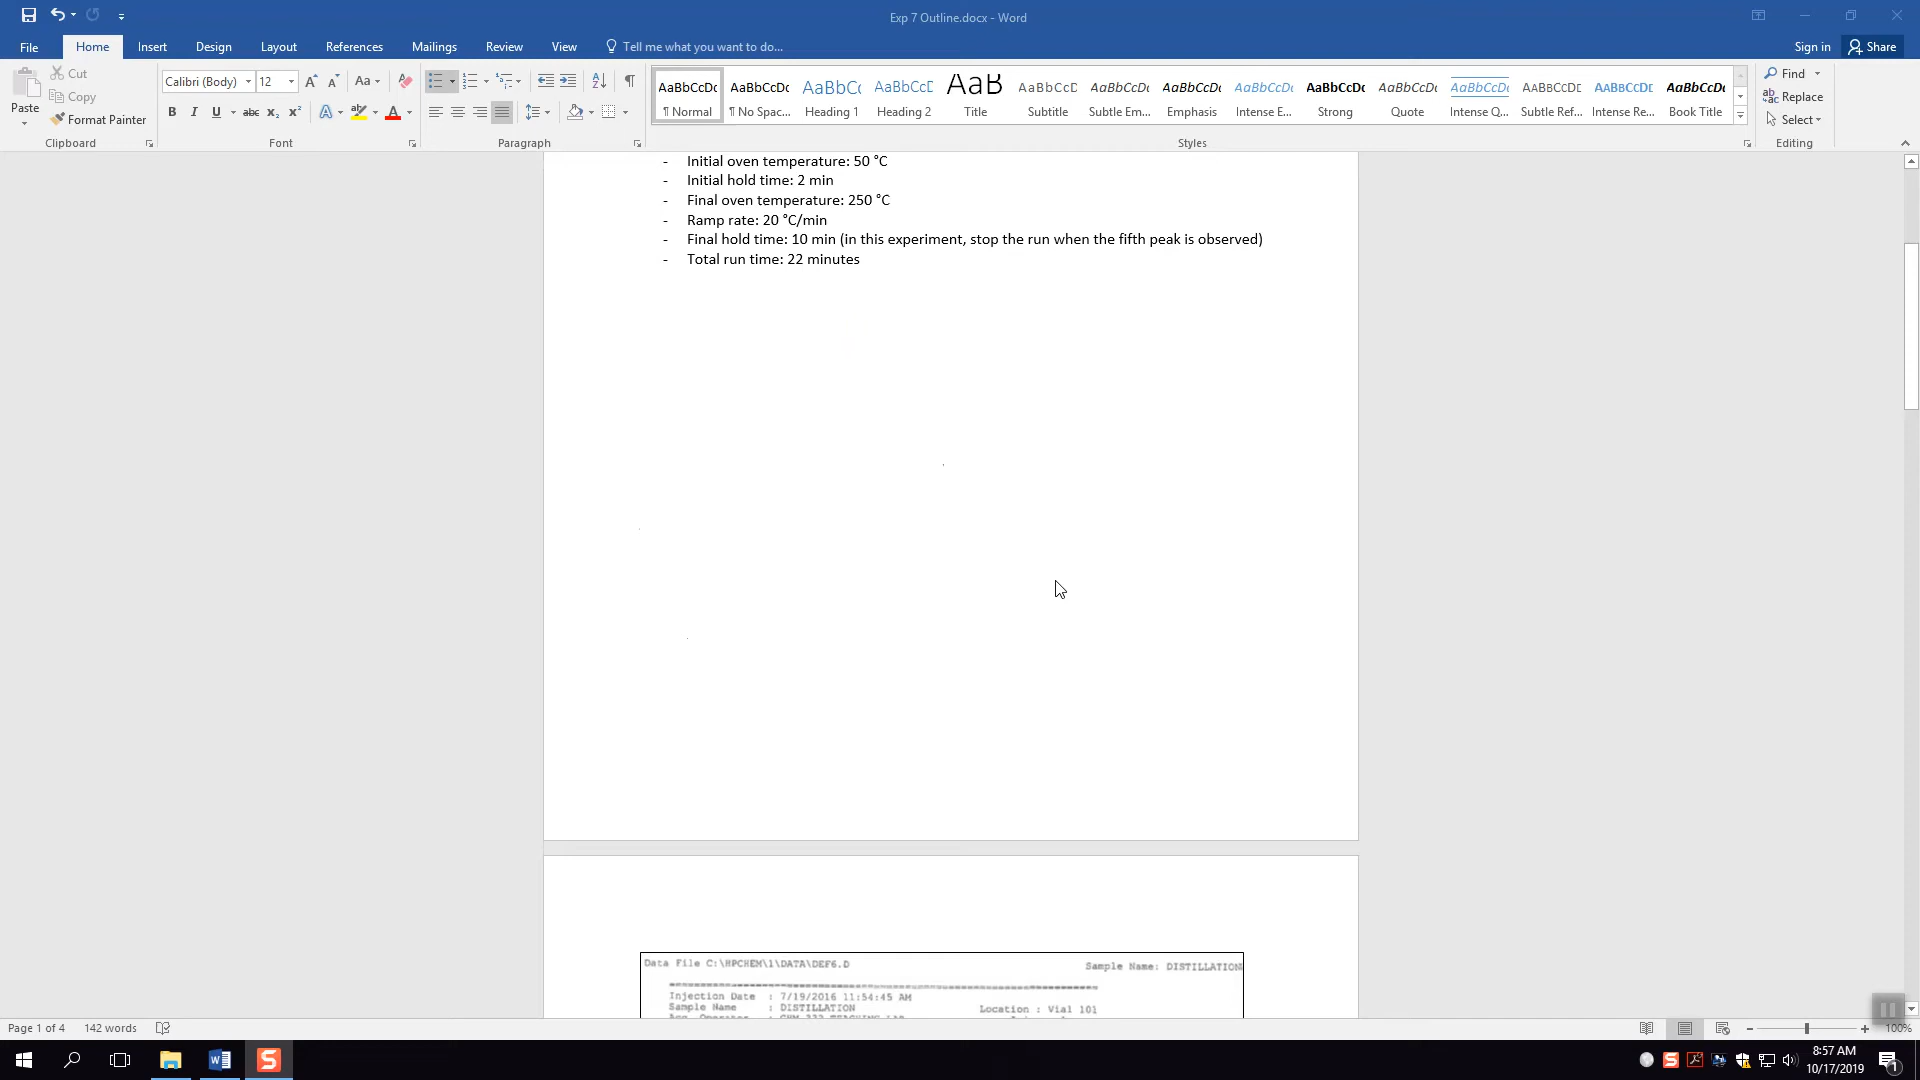 Exp 7 Outline.docx - Word
File Home Insert Design Layout References Mailings Review View Tell me what you want to do... Sign in Share
Paste Cut Copy Format Painter
Clipboard
Calibri (Body) 12
Font
Paragraph
AaBbCcDc ¶ Normal
AaBbCcDc ¶ No Spac...
AaBbCc Heading 1
AaBbCcD Heading 2
AaB Title
AaBbCcD Subtitle
AaBbCcDc Subtle Em...
AaBbCcDc Emphasis
AaBbCcDc Intense E...
AaBbCcDc Strong
AaBbCcDc Quote
AaBbCcDc Intense Q...
AABBCCDD Subtle Ref...
AABBCCDD Intense Re...
AaBbCcDc Book Title
Styles
Find
Replace
Select
Editing
- Initial oven temperature: 50 °C
- Initial hold time: 2 min
- Final oven temperature: 250 °C
- Ramp rate: 20 °C/min
- Final hold time: 10 min (in this experiment, stop the run when the fifth peak is observed)
- Total run time: 22 minutes
Data File C:\HPCHEM\1\DATA\DEF6.D Sample Name: DISTILLATION
Injection Date : 7/19/2016 11:54:45 AM
Sample Name : DISTILLATION Location : Vial 101
Page 1 of 4 142 words 100%
8:57 AM
10/17/2019